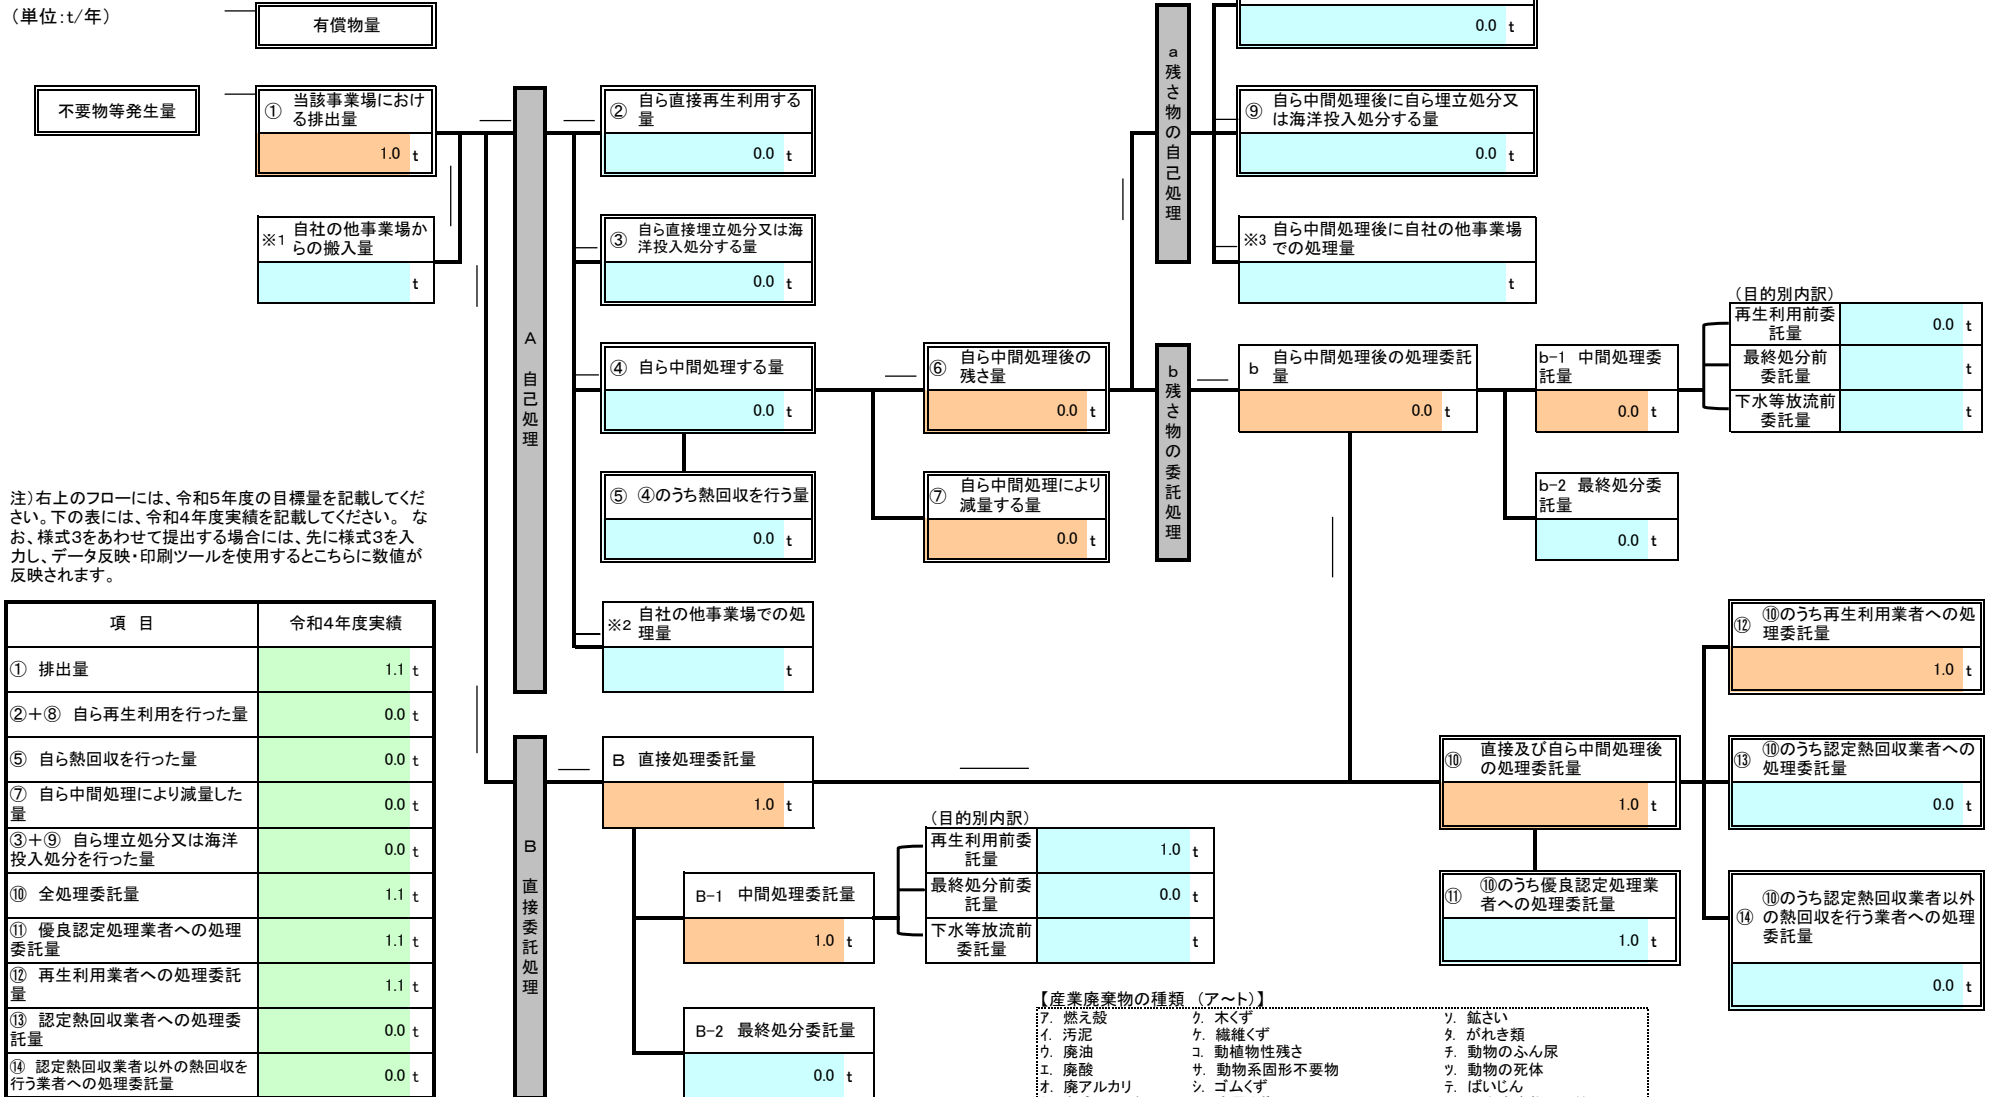 （単位:t/年）
有償物量
不要物等発生量
① 当該事業場におけ
る排出量
1.0 t
※1 自社の他事業場か
らの搬入量
t
A 自己処理
② 自ら直接再生利用する
量
0.0 t
③ 自ら直接埋立処分又は海
洋投入処分する量
0.0 t
④ 自ら中間処理する量
0.0 t
⑤ ④のうち熱回収を行う量
0.0 t
※2 自社の他事業場での処
理量
t
⑥ 自ら中間処理後の
残さ量
0.0 t
⑦ 自ら中間処理により
減量する量
0.0 t
a 残さ物の自己処理
0.0 t
⑨ 自ら中間処理後に自ら埋立処分又
は海洋投入処分する量
0.0 t
※3 自ら中間処理後に自社の他事業場
での処理量
t
b 残さ物の委託処理
b 自ら中間処理後の処理委託
量
0.0 t
b-1 中間処理委
託量
0.0 t
b-2 最終処分委
託量
0.0 t
（目的別内訳）
再生利用前委
託量
0.0 t
最終処分前
委託量
t
下水等放流前
委託量
t
注）右上のフローには、令和5年度の目標量を記載してくだ
さい。下の表には、令和4年度実績を記載してください。 な
お、様式3をあわせて提出する場合には、先に様式3を入
力し、データ反映・印刷ツールを使用するとこちらに数値が
反映されます。
項 目 令和4年度実績
① 排出量 1.1 t
②＋⑧ 自ら再生利用を行った量 0.0 t
⑤ 自ら熱回収を行った量 0.0 t
⑦ 自ら中間処理により減量した
量 0.0 t
③＋⑨ 自ら埋立処分又は海洋
投入処分を行った量 0.0 t
⑩ 全処理委託量 1.1 t
⑪ 優良認定処理業者への処理
委託量 1.1 t
⑫ 再生利用業者への処理委託
量 1.1 t
⑬ 認定熱回収業者への処理委
託量 0.0 t
⑭ 認定熱回収業者以外の熱回収を
行う業者への処理委託量 0.0 t
B 直接委託処理
B 直接処理委託量
1.0 t
B-1 中間処理委託量
1.0 t
B-2 最終処分委託量
0.0 t
（目的別内訳）
再生利用前委
託量
1.0 t
最終処分前委
託量
0.0 t
下水等放流前
委託量
t
⑩ 直接及び自ら中間処理後
の処理委託量
1.0 t
⑪ ⑩のうち優良認定処理業
者への処理委託量
1.0 t
⑫ ⑩のうち再生利用業者への処
理委託量
1.0 t
⑬ ⑩のうち認定熱回収業者への
処理委託量
0.0 t
⑭ ⑩のうち認定熱回収業者以外
の熱回収を行う業者への処理
委託量
0.0 t
【産業廃棄物の種類 （ア～ト）】
ｱ. 燃え殻 ｸ. 木くず ｿ. 鉱さい
ｲ. 汚泥 ｹ. 繊維くず ﾀ. がれき類
ｳ. 廃油 ｺ. 動植物性残さ ﾁ. 動物のふん尿
ｴ. 廃酸 ｻ. 動物系固形不要物 ﾂ. 動物の死体
ｵ. 廃アルカリ ｼ. ゴムくず ﾃ. ばいじん